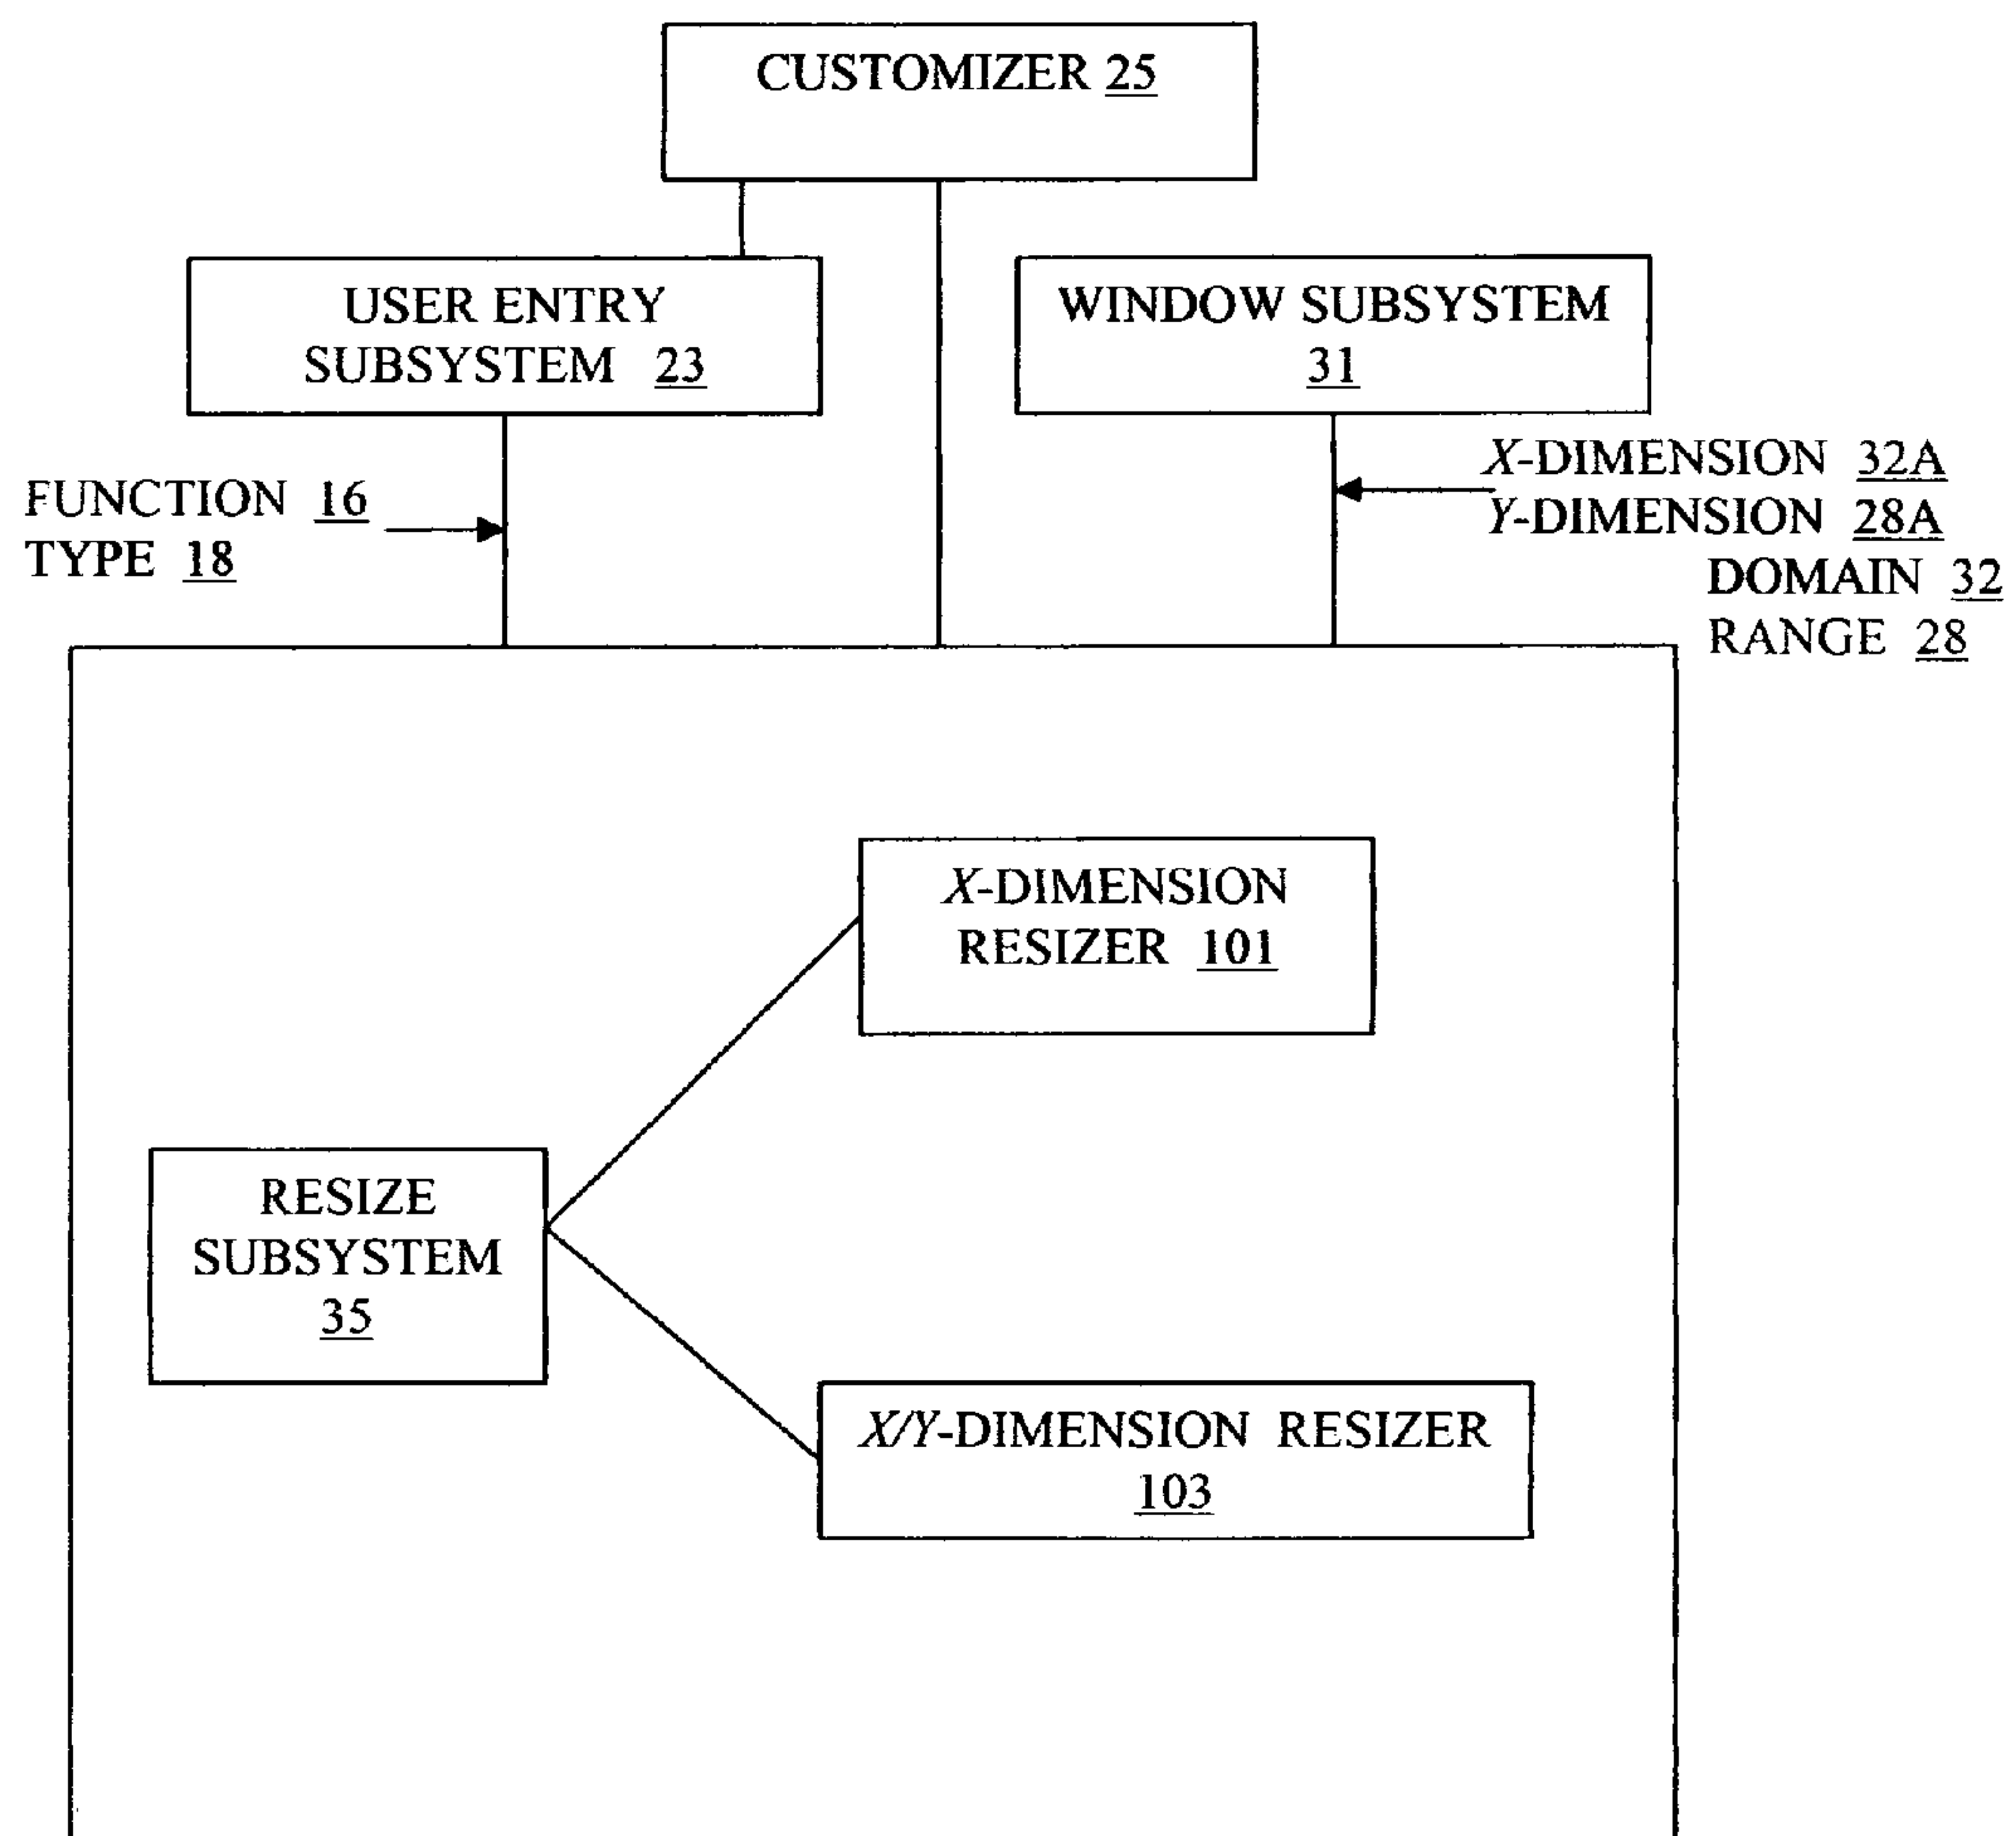 CUSTOMIZER 25
USER ENTRY
SUBSYSTEM 23
WINDOW SUBSYSTEM
31
FUNCTION 16
TYPE 18
X-DIMENSION 32A
Y-DIMENSION 28A
DOMAIN 32
RANGE 28
X-DIMENSION
RESIZER 101
RESIZE
SUBSYSTEM
35
X/Y-DIMENSION RESIZER
103